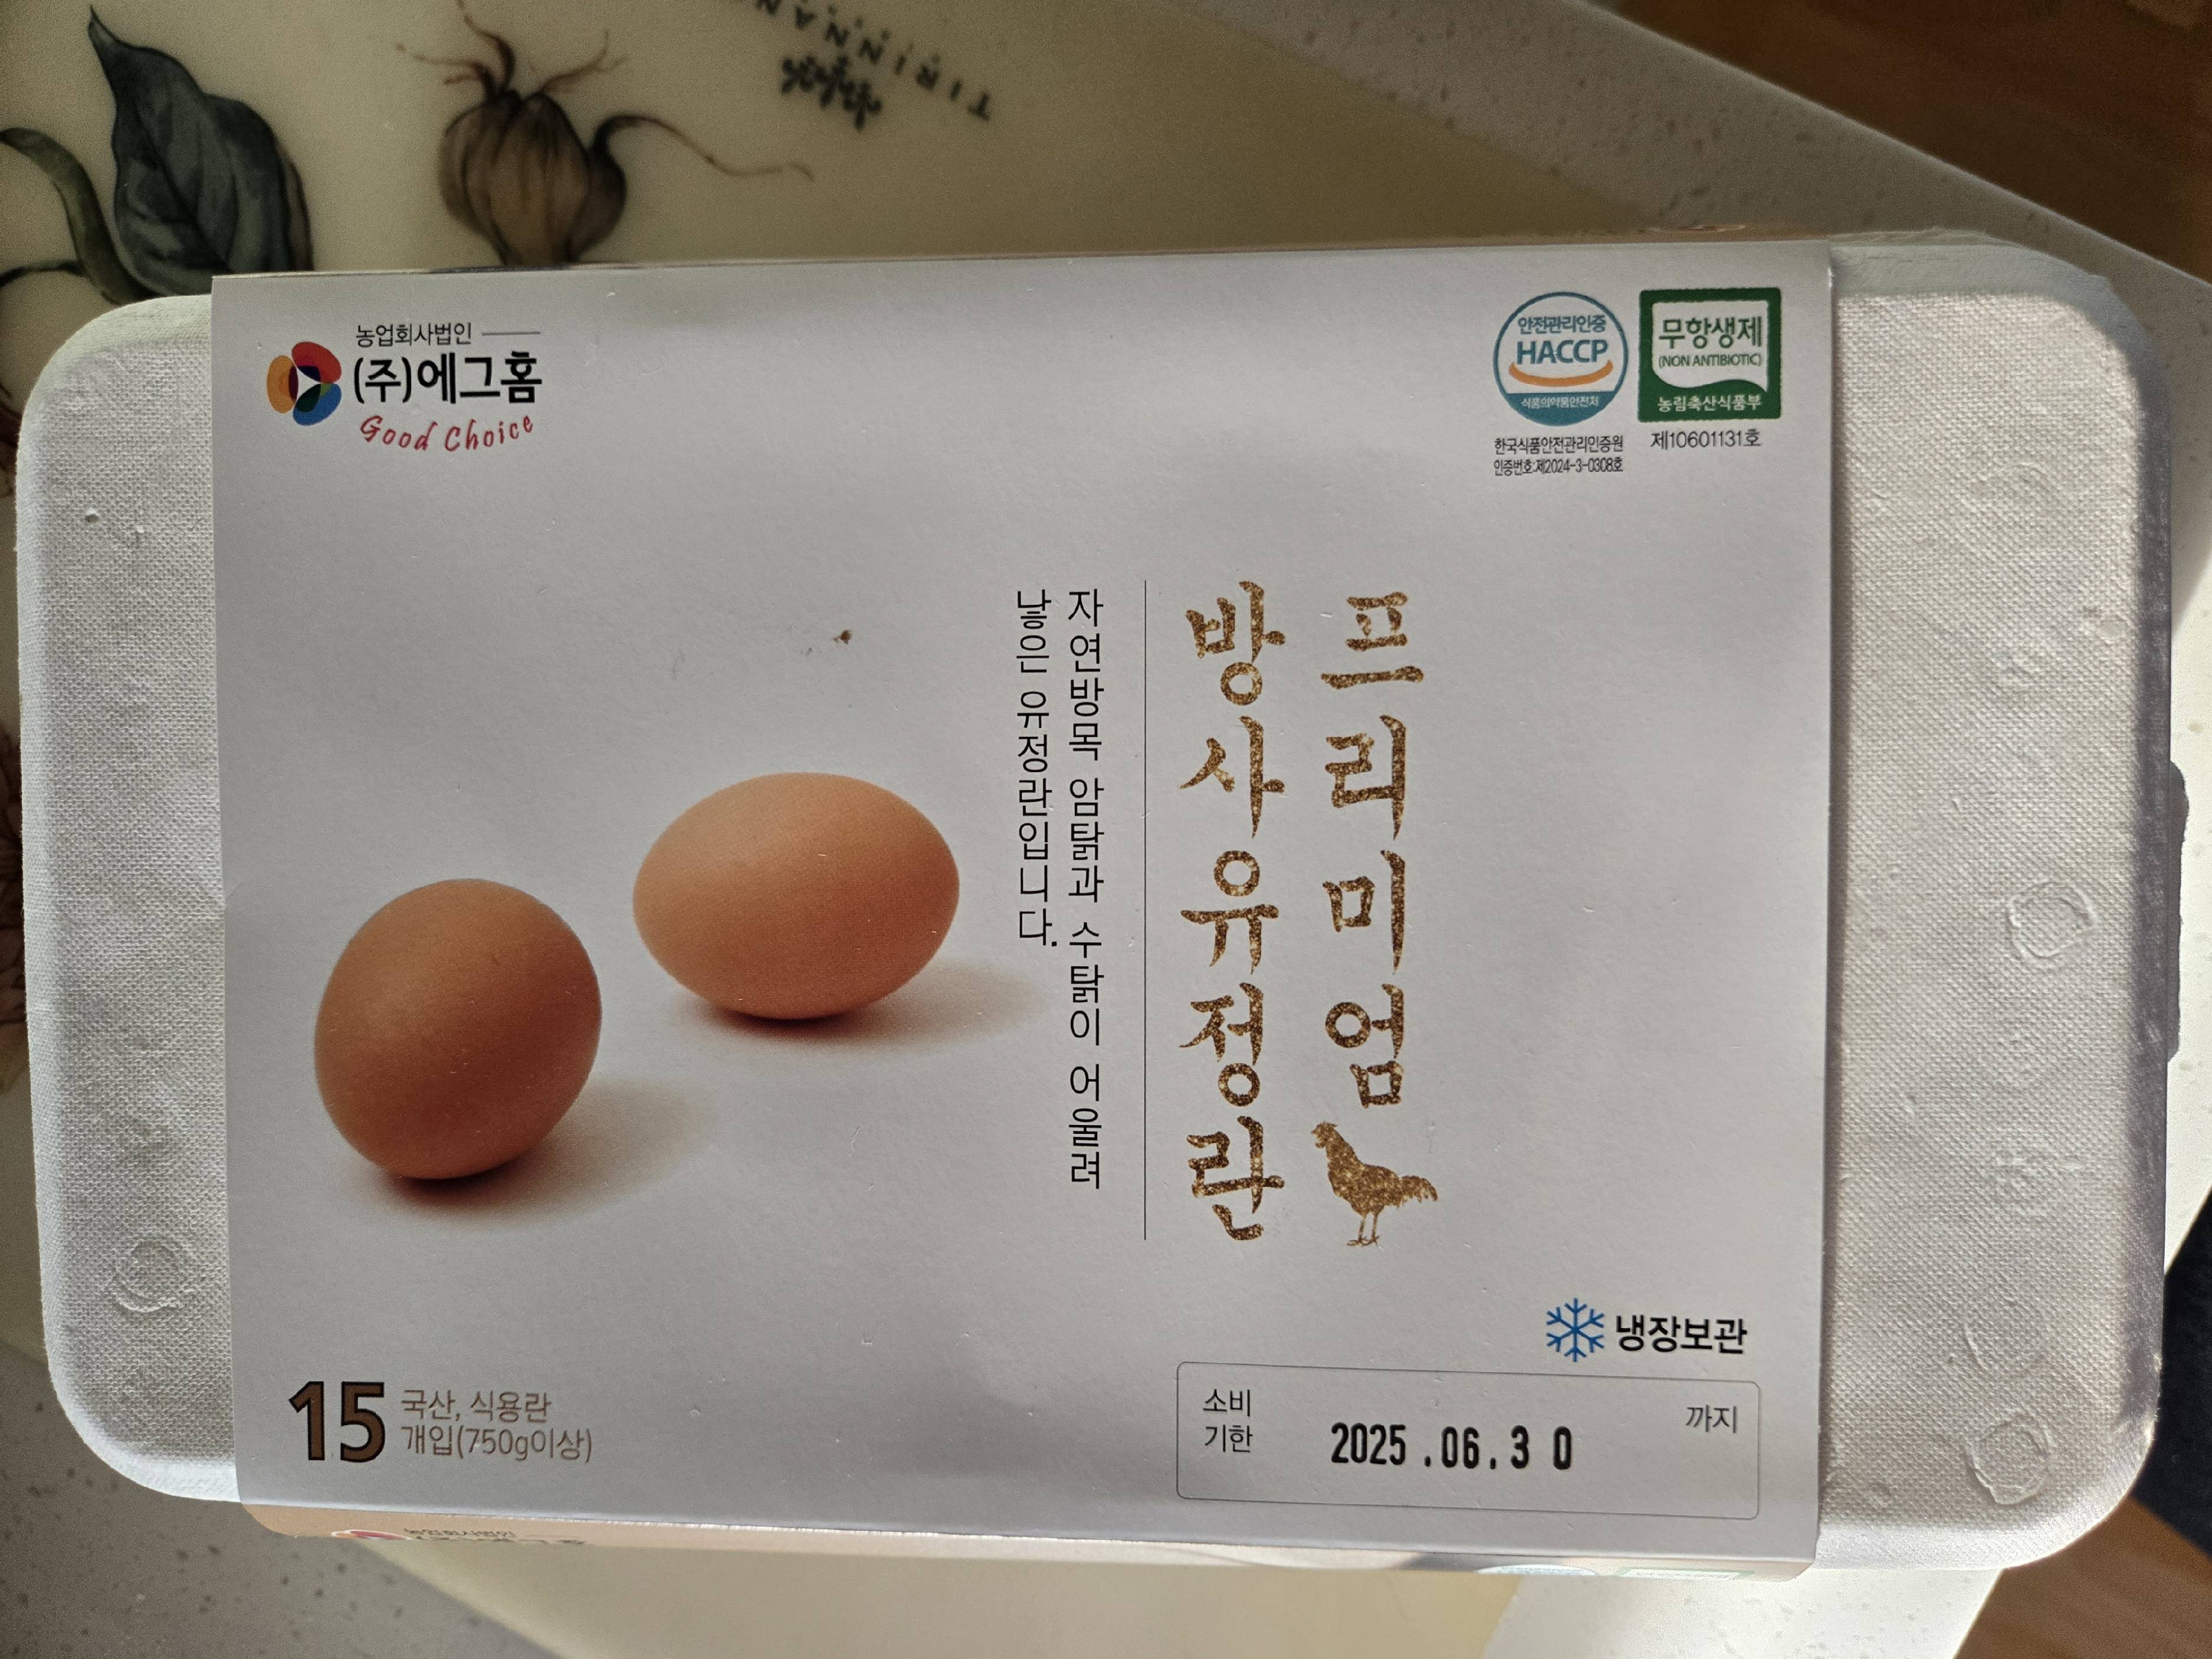 TIRINNANZ
농업회사법인
(주)에그홈
Good Choice
안전관리인증
HACCP
식품의약품안전처
한국식품안전관리인증원
인증번호:제2024-3-0308호
무항생제
(NON ANTIBIOTIC)
농림축산식품부
제10601131호
프리미엄
방사유정란
자연방목 암탉과 수탉이 어울려
낳은 유정란입니다.
냉장보관
소비
기한
2025.06.30
까지
15
국산, 식용란
개입(750g이상)
농업회사법인